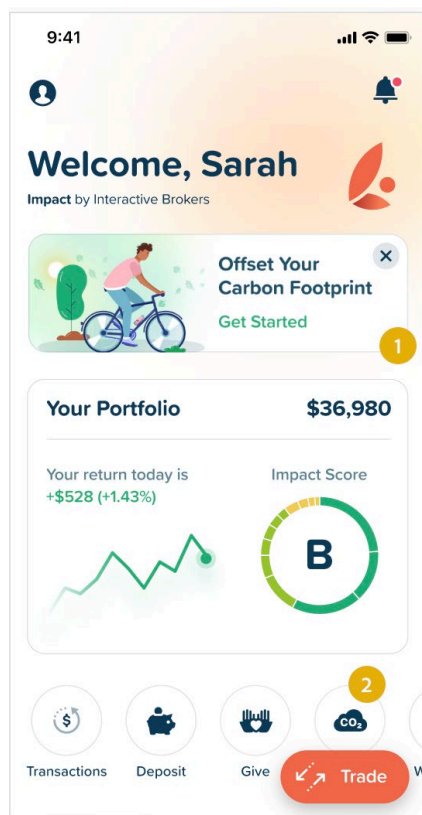 9:41
Welcome, Sarah
Impact by Interactive Brokers
Offset Your
Carbon Footprint
Get Started
1
Your Portfolio $36,980
Your return today is
+$528 (+1.43%)
Impact Score
B
2
$
CO₂
Transactions Deposit Give
Trade
W